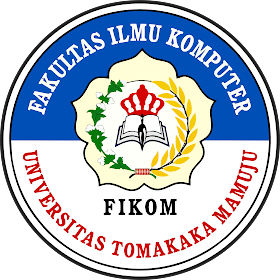 FAKULTAS ILMU KOMPUTER
FIKOM
UNIVERSITAS TOMAKAKA MAMUJU